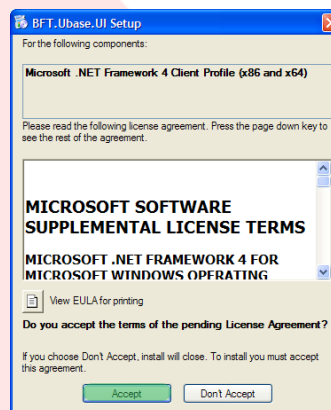 BFT.Ubase.UI Setup
For the following components:
Microsoft .NET Framework 4 Client Profile (x86 and x64)
Please read the following license agreement. Press the page down key to
see the rest of the agreement.
MICROSOFT SOFTWARE
SUPPLEMENTAL LICENSE TERMS
MICROSOFT .NET FRAMEWORK 4 FOR
MICROSOFT WINDOWS OPERATING
View EULA for printing
Do you accept the terms of the pending License Agreement?
If you choose Don't Accept, install will close. To install you must accept
this agreement.
Accept
Don't Accept